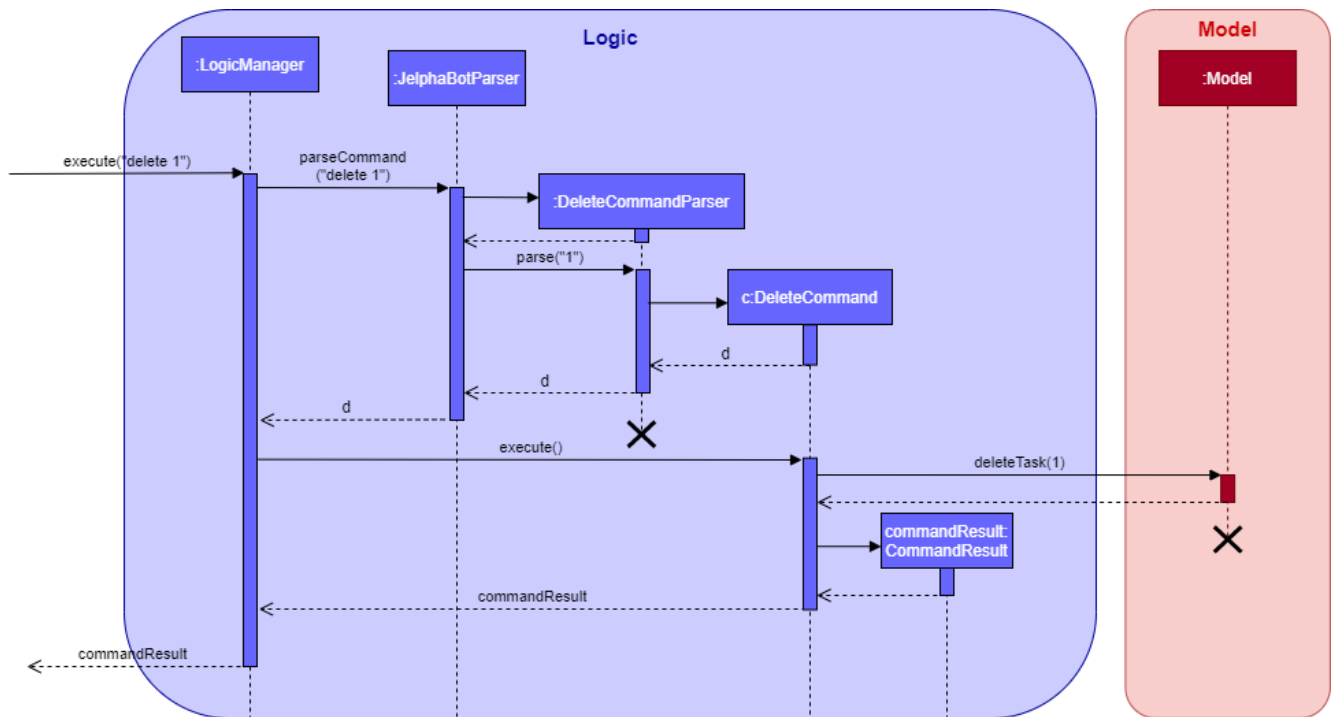 Logic
Model
:LogicManager
:JelphaBotParser
:Model
execute("delete 1")
parseCommand
("delete 1")
:DeleteCommandParser
parse("1")
c:DeleteCommand
d
d
d
execute()
deleteTask(1)
commandResult:
CommandResult
commandResult
commandResult